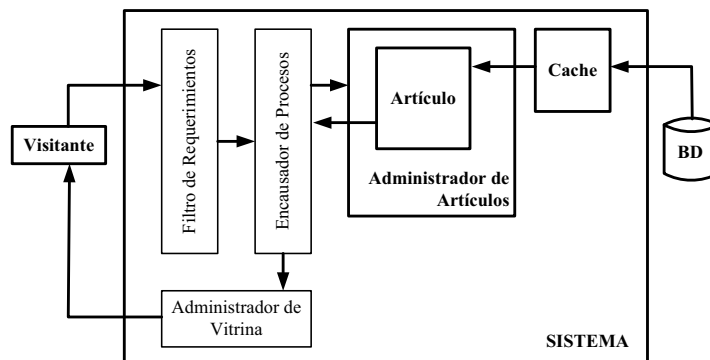 Visitante
Filtro de Requerimientos
Encausador de Procesos
Artículo
Administrador de
Artículos
Cache
BD
Administrador de
Vitrina
SISTEMA